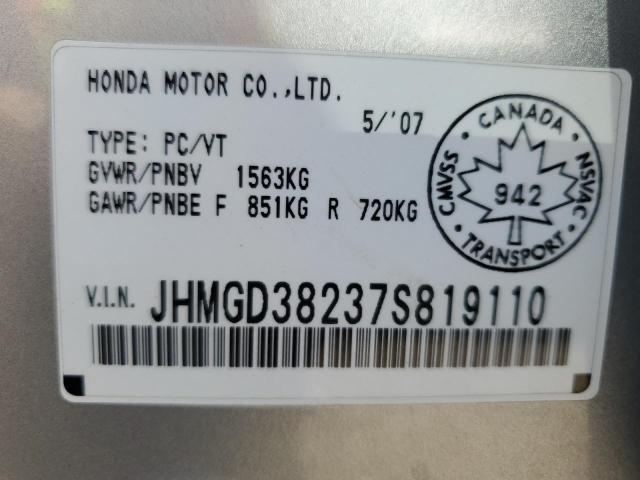 HONDA MOTOR CO.,LTD.
5/'07
TYPE: PC/VT
GVWR/PNBV 1563KG
GAWR/PNBE F 851KG R 720KG
CANADA
CMVSS
942
NSVAC
TRANSPORT
V.I.N. JHMGD38237S819110